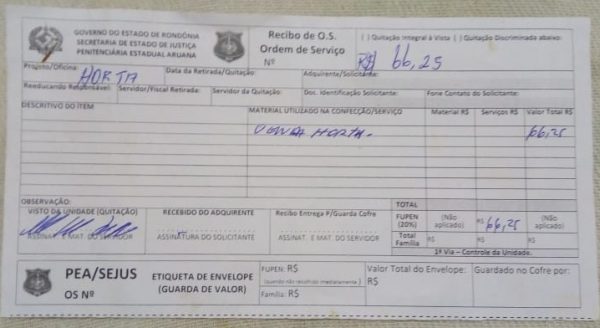 GOVERNO DO ESTADO DE RONDÔNIA
SECRETARIA DE ESTADO DE JUSTIÇA
PENITENCIÁRIA ESTADUAL ARUANA
Recibo de O.S.
Ordem de Serviço
Nº
( ) Quitação Integral à Vista ( ) Quitação Discriminada abaixo:
R$ 66,25
Projeto/Oficina:
HORTA
Data da Retirada/Quitação:
Adquirente/Solicitante:
Reeducando Responsável:
Servidor/Fiscal Retirada:
Servidor da Quitação:
Doc. Identificação Solicitante:
Fone Contato do Solicitante:
DESCRITIVO DO ITEM
MATERIAL UTILIZADO NA CONFECÇÃO/SERVIÇO
Material R$
Serviços R$
Valor Total R$
VENDA HORTA
66,25
OBSERVAÇÃO:
TOTAL
VISTO DA UNIDADE (QUITAÇÃO)
RECEBIDO DO ADQUIRENTE
Recibo Entrega P/Guarda Cofre
FUPEN (20%)
(Não aplicado)
R$ 66,25
(Não aplicado)
ASSINAT. E MAT. DO SERVIDOR
ASSINATURA DO SOLICITANTE
ASSINAT. E MAT. DO SERVIDOR
Total Família
R$
R$
R$
1ª Via – Controle da Unidade.
PEA/SEJUS
OS Nº
ETIQUETA DE ENVELOPE
(GUARDA DE VALOR)
FUPEN: R$
(quando não recolhido imediatamente)
Família: R$
Valor Total do Envelope:
R$
Guardado no Cofre por: